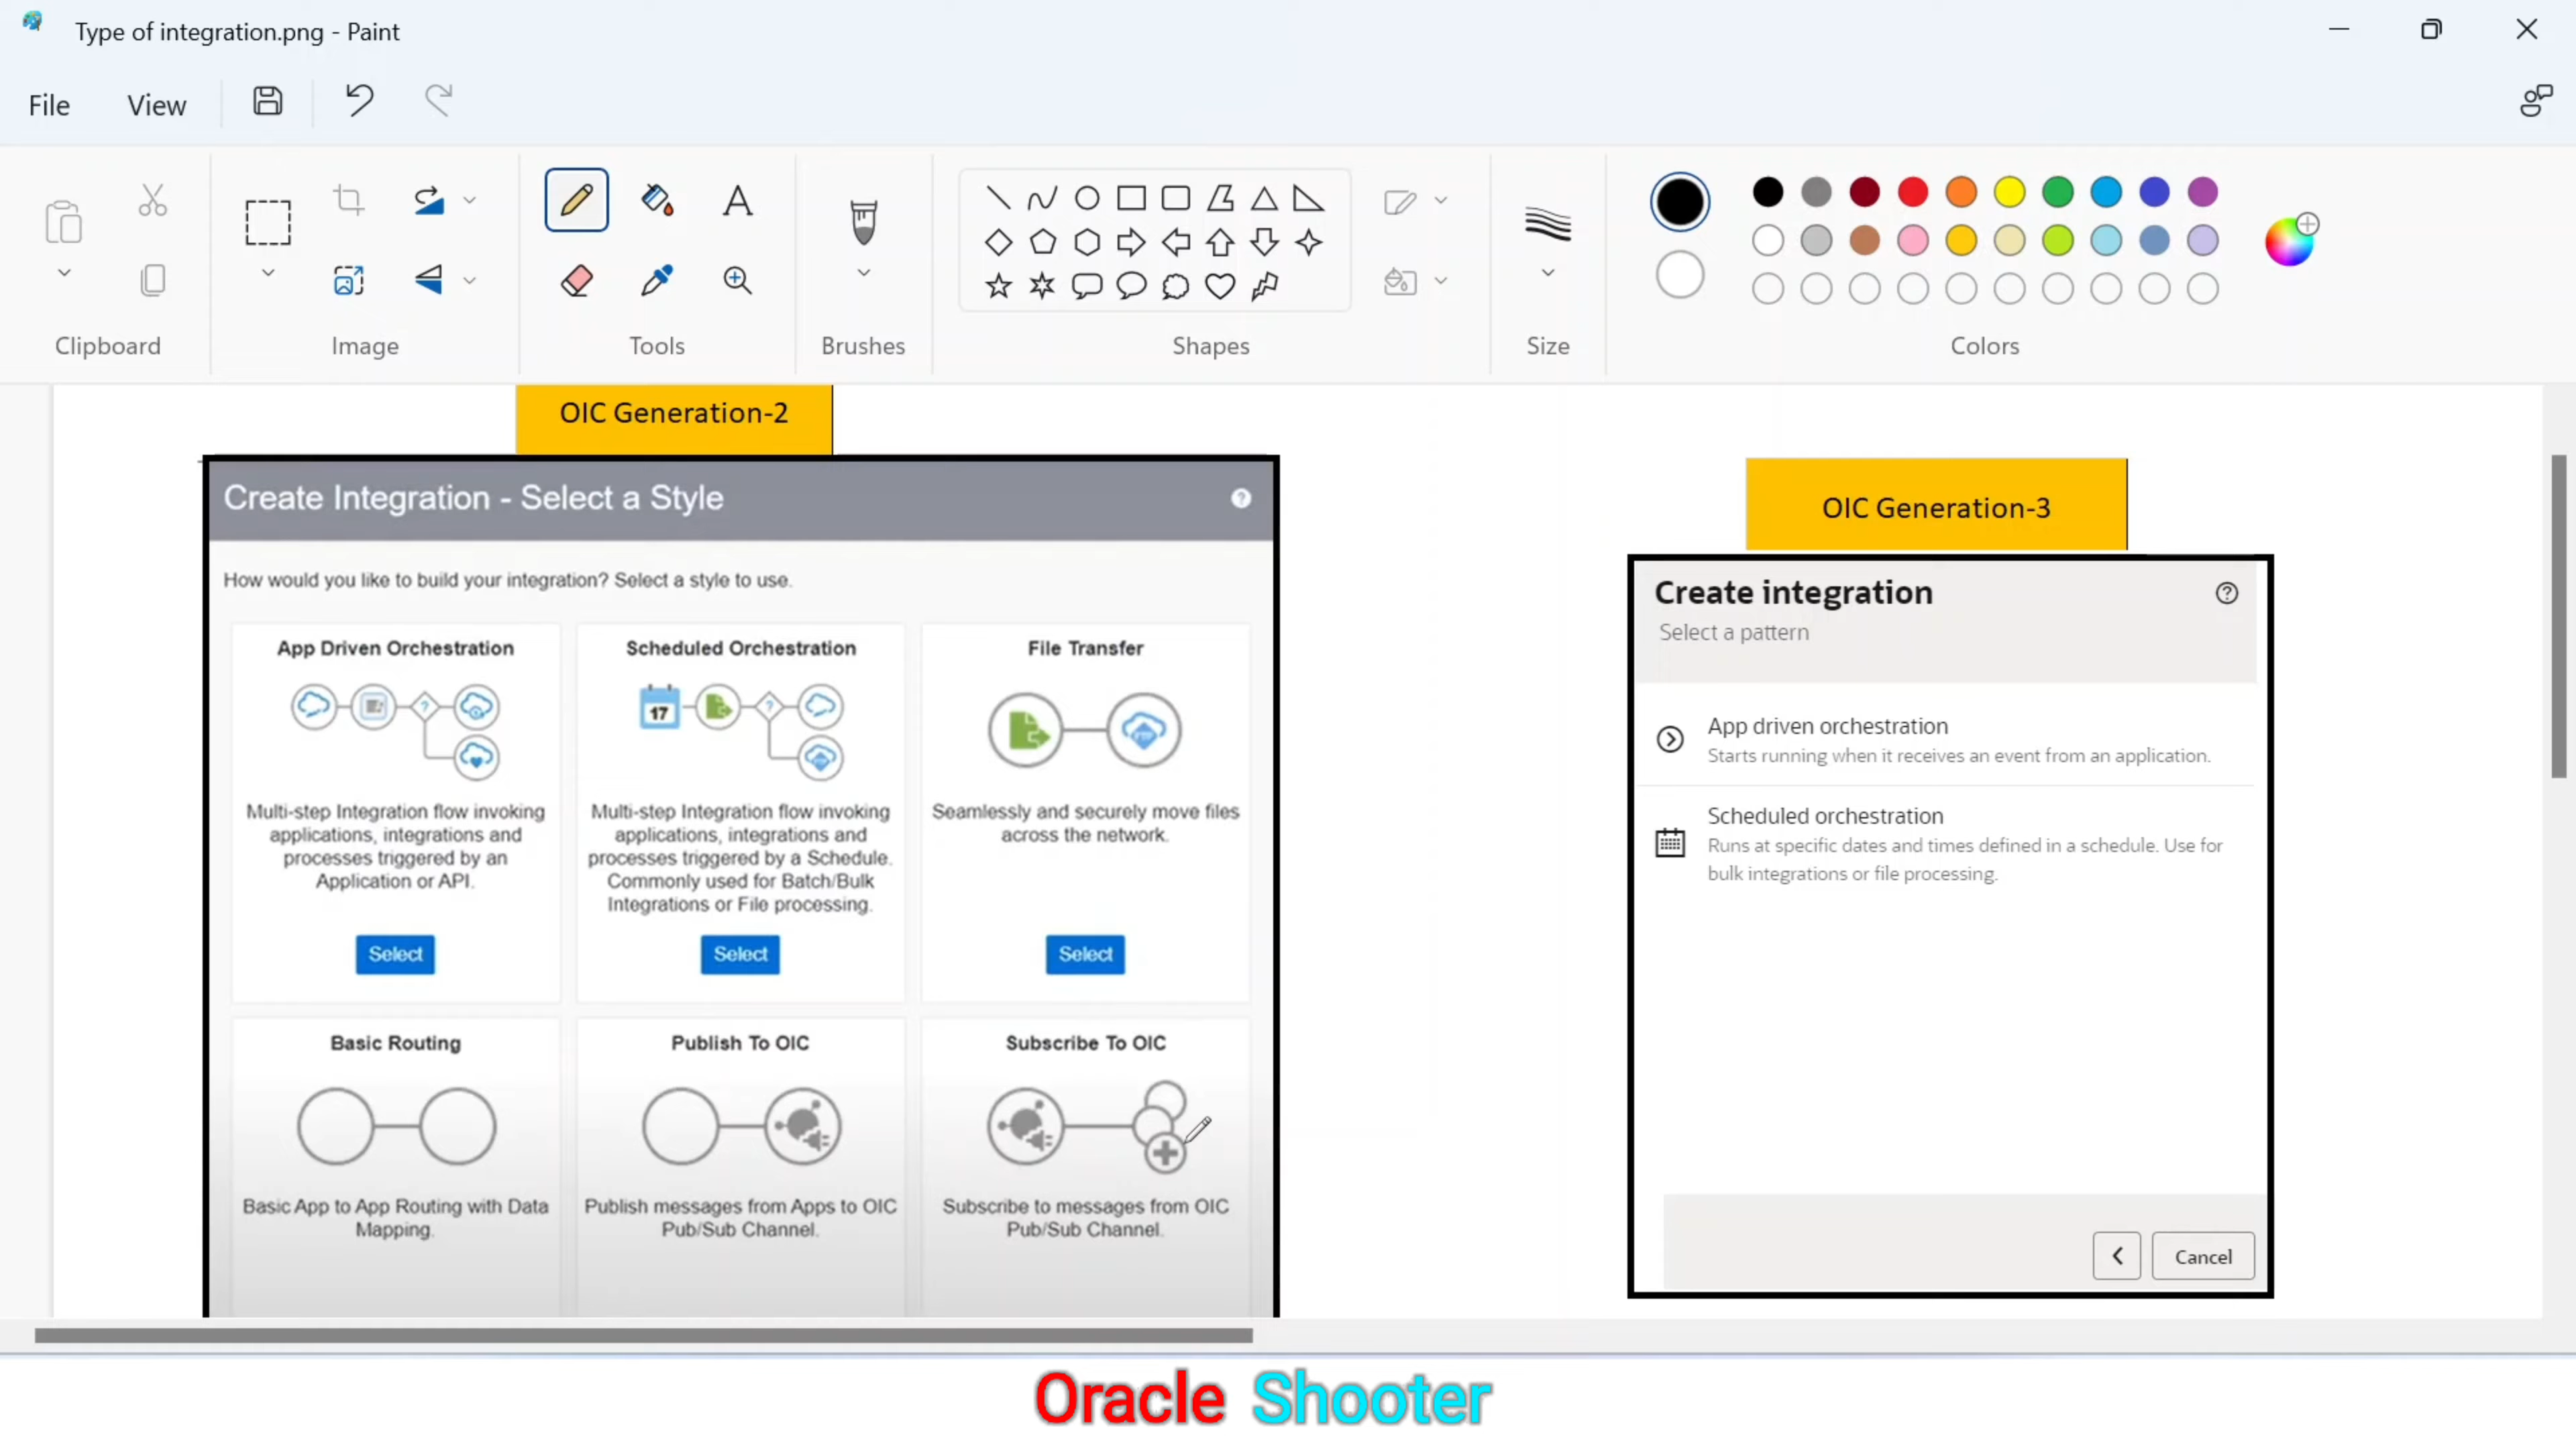 Type of integration.png - Paint
File
View
Clipboard
Image
Tools
Brushes
Shapes
Size
Colors
OIC Generation-2
Create Integration - Select a Style
How would you like to build your integration? Select a style to use.
App Driven Orchestration
Multi-step Integration flow invoking
applications, integrations and
processes triggered by an
Application or API.
Select
Scheduled Orchestration
17
Multi-step Integration flow invoking
applications, integrations and
processes triggered by a Schedule.
Commonly used for Batch/Bulk
Integrations or File processing.
Select
File Transfer
FTP
Seamlessly and securely move files
across the network.
Select
Basic Routing
Basic App to App Routing with Data
Mapping.
Publish To OIC
Publish messages from Apps to OIC
Pub/Sub Channel.
Subscribe To OIC
Subscribe to messages from OIC
Pub/Sub Channel.
OIC Generation-3
Create integration
Select a pattern
App driven orchestration
Starts running when it receives an event from an application.
Scheduled orchestration
Runs at specific dates and times defined in a schedule. Use for
bulk integrations or file processing.
Cancel
Oracle Shooter